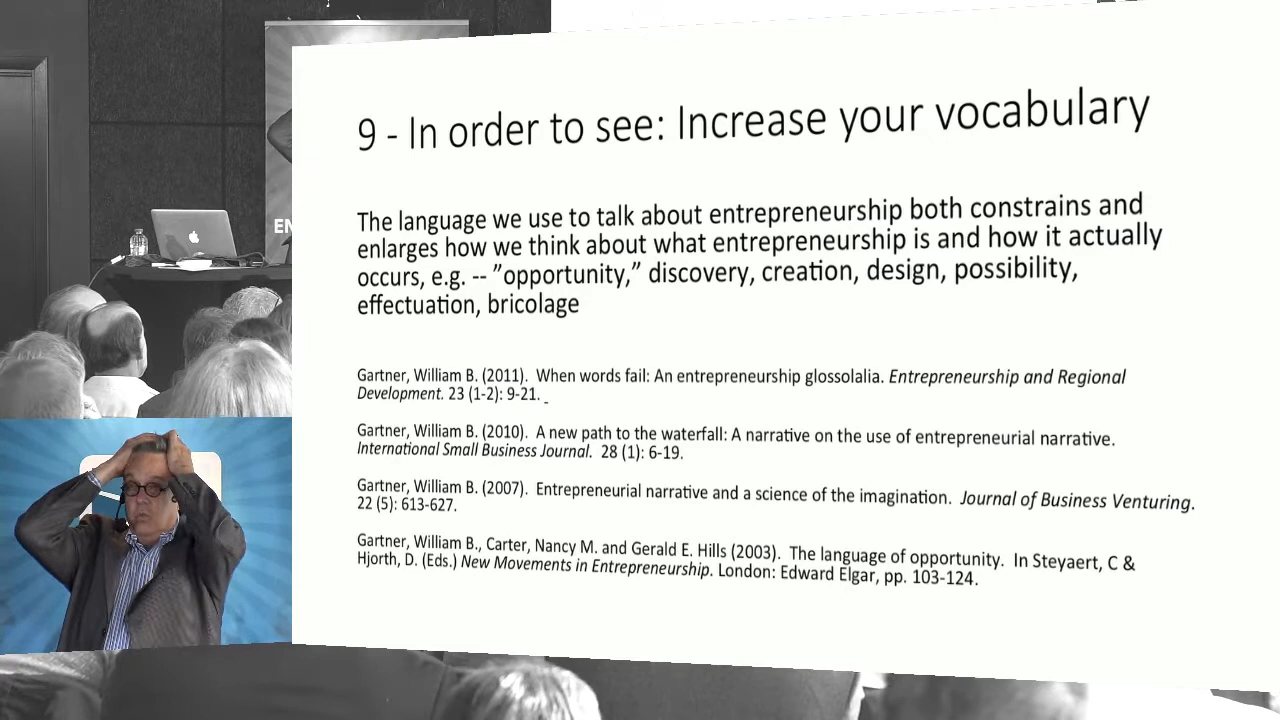 9 - In order to see: Increase your vocabulary
The language we use to talk about entrepreneurship both constrains and
enlarges how we think about what entrepreneurship is and how it actually
occurs, e.g. -- ”opportunity,” discovery, creation, design, possibility,
effectuation, bricolage
Gartner, William B. (2011). When words fail: An entrepreneurship glossolalia. Entrepreneurship and Regional
Development. 23 (1-2): 9-21.
Gartner, William B. (2010). A new path to the waterfall: A narrative on the use of entrepreneurial narrative.
International Small Business Journal. 28 (1): 6-19.
Gartner, William B. (2007). Entrepreneurial narrative and a science of the imagination. Journal of Business Venturing.
22 (5): 613-627.
Gartner, William B., Carter, Nancy M. and Gerald E. Hills (2003). The language of opportunity. In Steyaert, C &
Hjorth, D. (Eds.) New Movements in Entrepreneurship. London: Edward Elgar, pp. 103-124.
EN